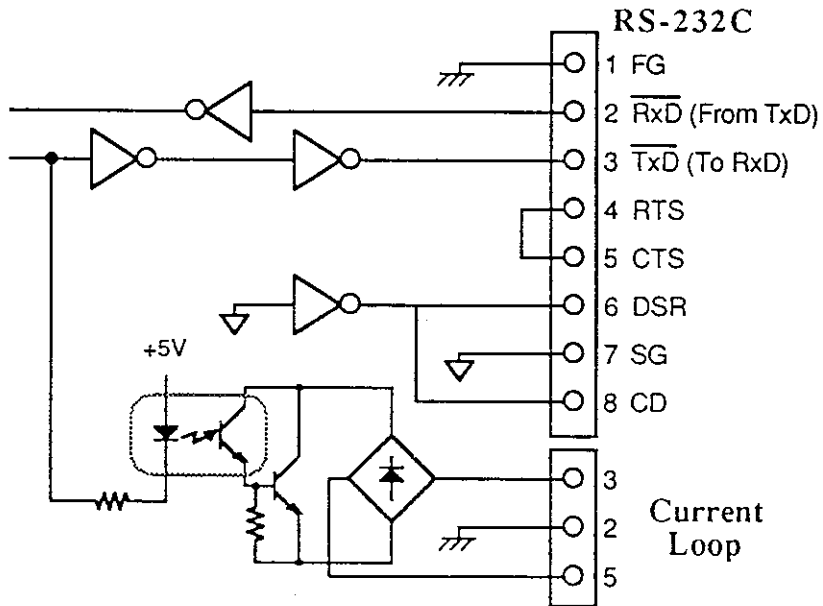 RS-232C
1 FG
2 RxD (From TxD)
3 TxD (To RxD)
4 RTS
5 CTS
6 DSR
7 SG
8 CD
+5V
3
2
5
Current
Loop